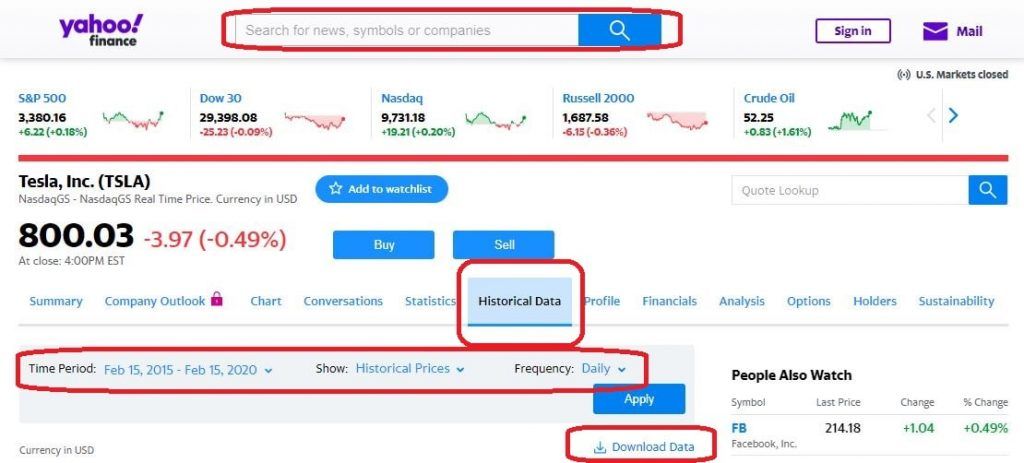 yahoo!
finance
Search for news, symbols or companies
Sign in
Mail
U.S. Markets closed
S&P 500
3,380.16
+6.22 (+0.18%)
Dow 30
29,398.08
-25.23 (-0.09%)
Nasdaq
9,731.18
+19.21 (+0.20%)
Russell 2000
1,687.58
-6.15 (-0.36%)
Crude Oil
52.25
+0.83 (+1.61%)
Tesla, Inc. (TSLA)
Add to watchlist
Quote Lookup
NasdaqGS - NasdaqGS Real Time Price. Currency in USD
800.03 -3.97 (-0.49%)
At close: 4:00PM EST
Buy
Sell
Summary Company Outlook Chart Conversations Statistics Historical Data Profile Financials Analysis Options Holders Sustainability
Time Period: Feb 15, 2015 - Feb 15, 2020 Show: Historical Prices Frequency: Daily
Apply
Currency in USD
Download Data
People Also Watch
Symbol Last Price Change % Change
FB 214.18 +1.04 +0.49%
Facebook, Inc.